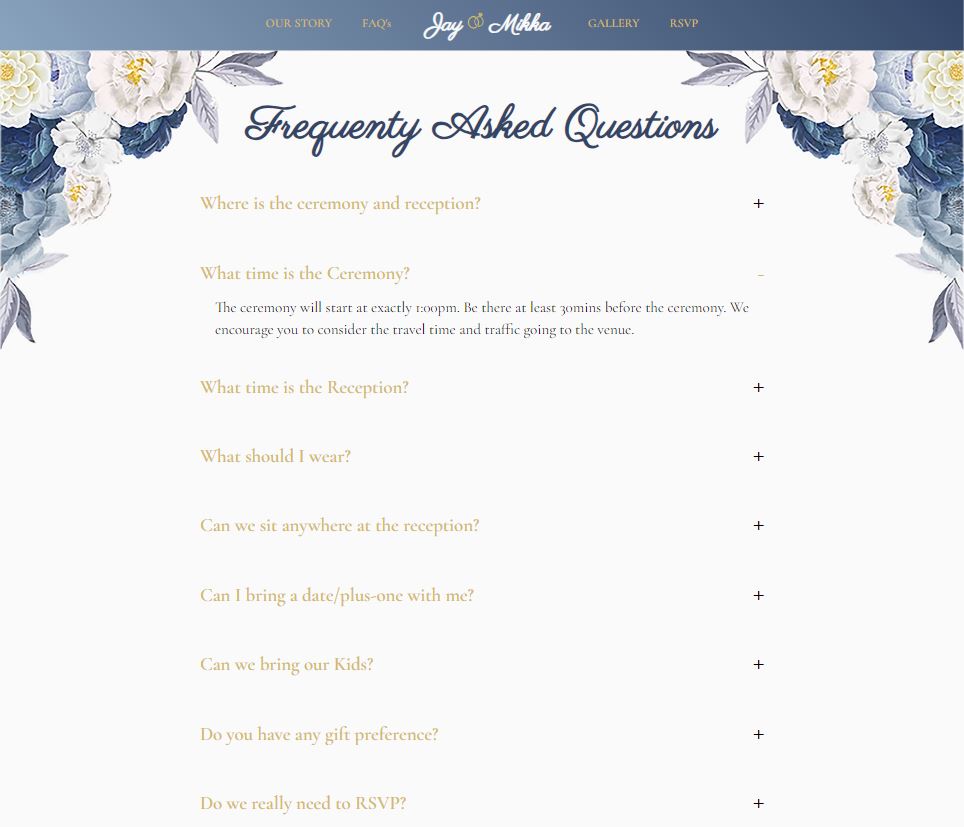 OUR STORY FAQ's Jay Mikka GALLERY RSVP
Frequenty Asked Questions
Where is the ceremony and reception? +
What time is the Ceremony? -
The ceremony will start at exactly 1:00pm. Be there at least 30mins before the ceremony. We
encourage you to consider the travel time and traffic going to the venue.
What time is the Reception? +
What should I wear? +
Can we sit anywhere at the reception? +
Can I bring a date/plus-one with me? +
Can we bring our Kids? +
Do you have any gift preference? +
Do we really need to RSVP? +